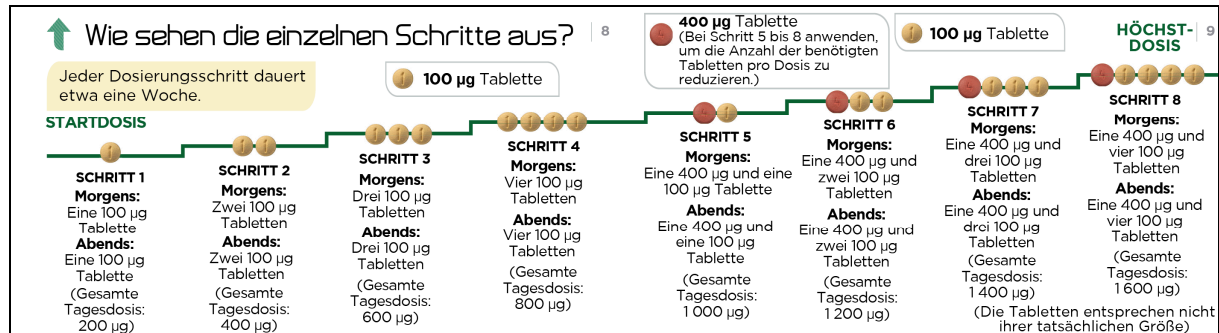 Wie sehen die einzelnen Schritte aus?
8
Jeder Dosierungsschritt dauert
etwa eine Woche.
100 µg Tablette
400 µg Tablette
(Bei Schritt 5 bis 8 anwenden,
um die Anzahl der benötigten
Tabletten pro Dosis zu
reduzieren.)
100 µg Tablette
HÖCHST-
DOSIS
9
STARTDOSIS
SCHRITT 1
Morgens:
Eine 100 µg
Tablette
Abends:
Eine 100 µg
Tablette
(Gesamte
Tagesdosis:
200 µg)
SCHRITT 2
Morgens:
Zwei 100 µg
Tabletten
Abends:
Zwei 100 µg
Tabletten
(Gesamte
Tagesdosis:
400 µg)
SCHRITT 3
Morgens:
Drei 100 µg
Tabletten
Abends:
Drei 100 µg
Tabletten
(Gesamte
Tagesdosis:
600 µg)
SCHRITT 4
Morgens:
Vier 100 µg
Tabletten
Abends:
Vier 100 µg
Tabletten
(Gesamte
Tagesdosis:
800 µg)
SCHRITT 5
Morgens:
Eine 400 µg und eine
100 µg Tablette
Abends:
Eine 400 µg und
eine 100 µg
Tablette
(Gesamte
Tagesdosis:
1 000 µg)
SCHRITT 6
Morgens:
Eine 400 µg und
zwei 100 µg
Tabletten
Abends:
Eine 400 µg und
zwei 100 µg
Tabletten
(Gesamte
Tagesdosis:
1 200 µg)
SCHRITT 7
Morgens:
Eine 400 µg und
drei 100 µg
Tabletten
Abends:
Eine 400 µg und
drei 100 µg
Tabletten
(Gesamte
Tagesdosis:
1 400 µg)
SCHRITT 8
Morgens:
Eine 400 µg und
vier 100 µg
Tabletten
Abends:
Eine 400 µg und
vier 100 µg
Tabletten
(Gesamte
Tagesdosis:
1 600 µg)
(Die Tabletten entsprechen nicht
ihrer tatsächlichen Größe)